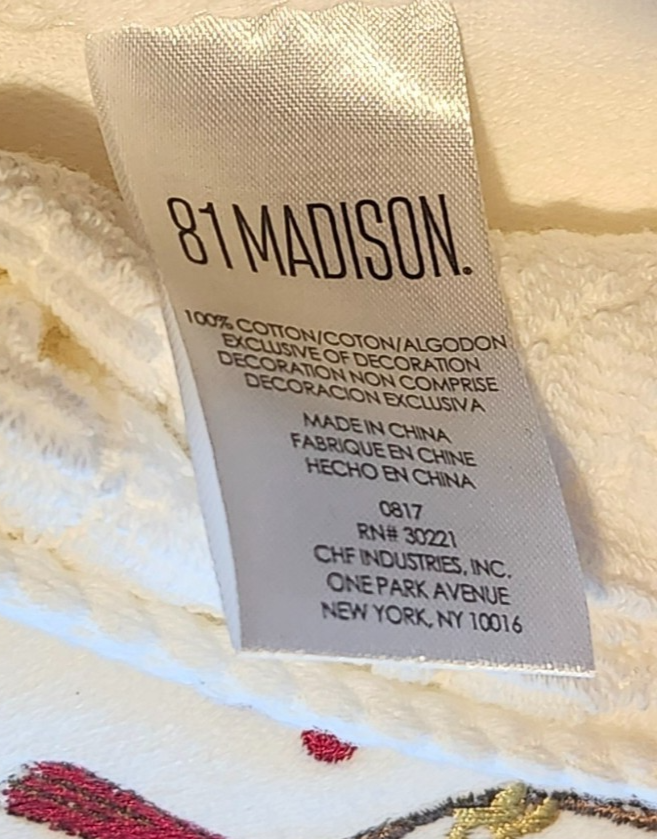 81 MADISON.
100% COTTON/COTON/ALGODON
EXCLUSIVE OF DECORATION
DECORATION NON COMPRISE
DECORACION EXCLUSIVA
MADE IN CHINA
FABRIQUE EN CHINE
HECHO EN CHINA
0817
RN# 30221
CHF INDUSTRIES, INC.
ONE PARK AVENUE
NEW YORK, NY 10016